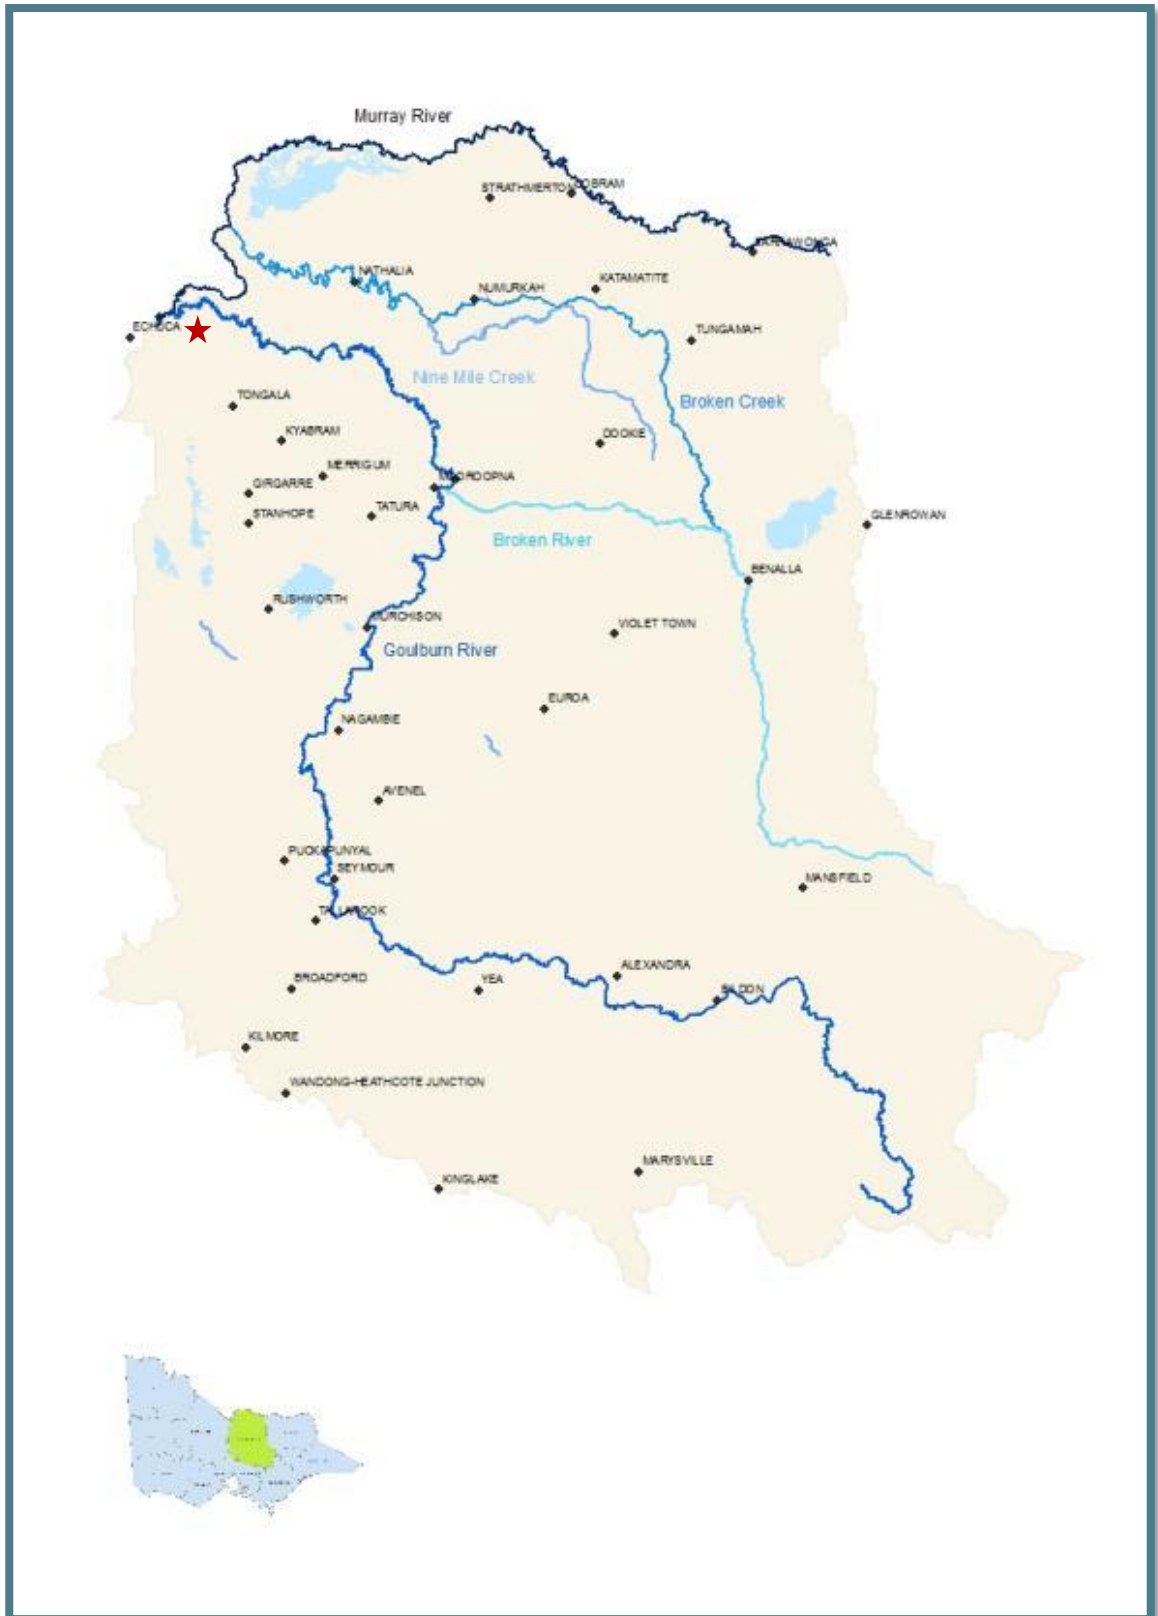 Murray River
STRATHMERTON
COBRAM
YARRAWONGA
NATHALIA
KATAMATITE
NUMURKAH
ECHUCA
TUNGAMAH
Nine Mile Creek
Broken Creek
TONGALA
KYABRAM
DOOKIE
MERRIGUM
MOOROOPNA
GIRGARRE
STANHOPE
TATURA
GLENROWAN
Broken River
BENALLA
RUSHWORTH
MURCHISON
VIOLET TOWN
Goulburn River
EUROA
NAGAMBIE
AVENEL
PUCKAPUNYAL
SEYMOUR
MANSFIELD
TALLAROOK
ALEXANDRA
BROADFORD
YEA
EILDON
KILMORE
WANDONG-HEATHCOTE JUNCTION
MARYSVILLE
KINGLAKE